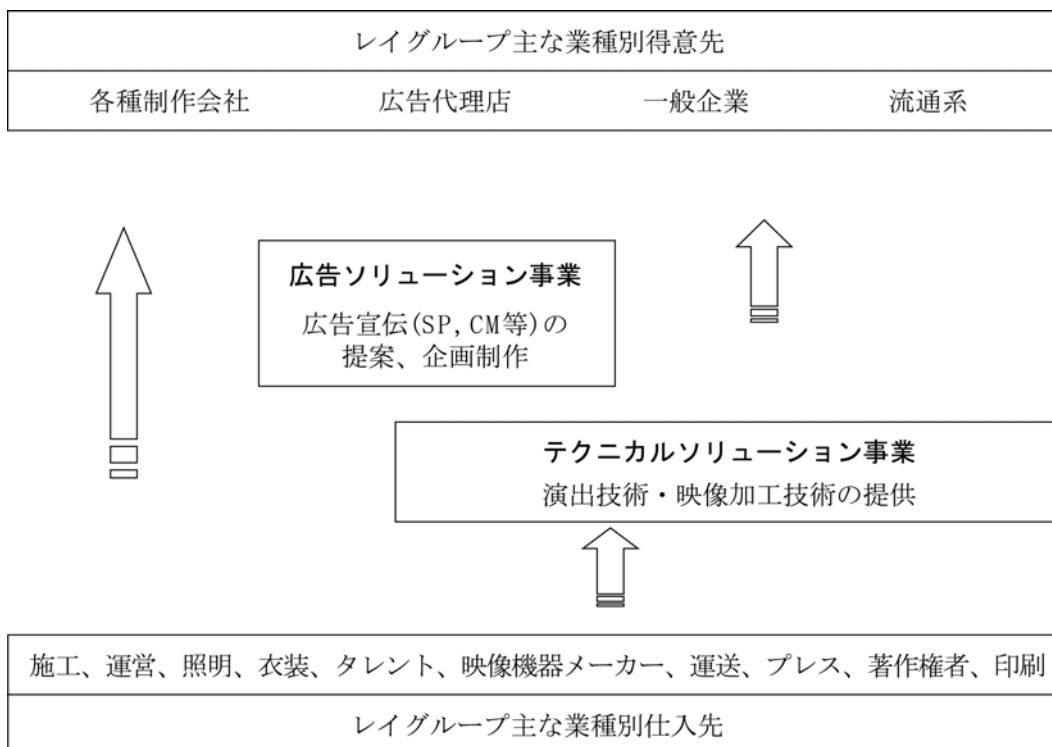 レイグループ主な業種別得意先
各種制作会社 広告代理店 一般企業 流通系
広告ソリューション事業
広告宣伝(SP,CM等)の
提案、企画制作
テクニカルソリューション事業
演出技術・映像加工技術の提供
施工、運営、照明、衣装、タレント、映像機器メーカー、運送、プレス、著作権者、印刷
レイグループ主な業種別仕入先